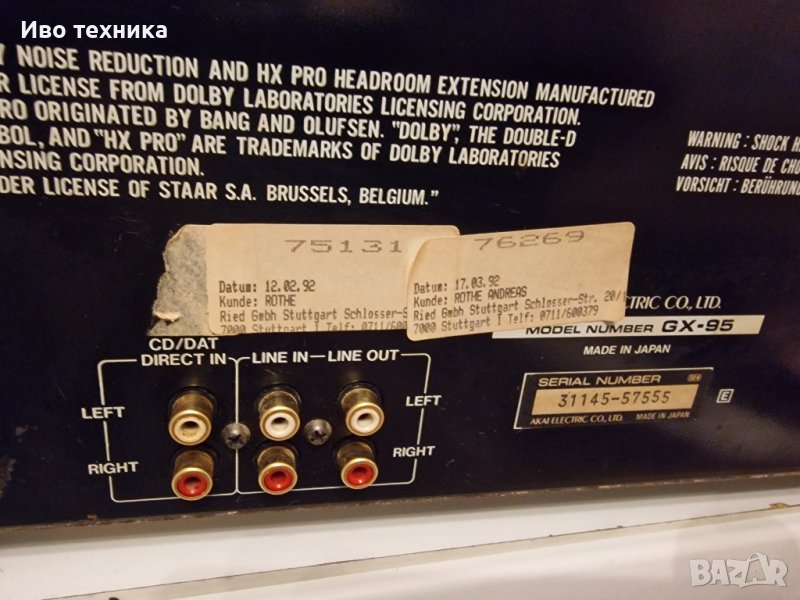 Иво техника
NOISE REDUCTION AND HX PRO HEADROOM EXTENSION MANUFACTURED
LICENSE FROM DOLBY LABORATORIES LICENSING CORPORATION.
ORIGINATED BY BANG AND OLUFSEN. "DOLBY", THE DOUBLE-D
BOL, AND "HX PRO" ARE TRADEMARKS OF DOLBY LABORATORIES
NSING CORPORATION.
DER LICENSE OF STAAR S.A. BRUSSELS, BELGIUM."
WARNING : SHOCK H
AVIS : RISQUE DE CHO
VORSICHT : BERÜHRUN
75131
Datum: 12.02.92
Kunde: ROTHE
Ried Gmbh Stuttgart Schlosser-S
7000 Stuttgart 1 Telf: 0711/600
76269
Datum: 17.03.92
Kunde: ROTHE ANDREAS
Ried Gmbh Stuttgart Schlosser-Str. 20/
7000 Stuttgart 1 Telf: 0711/600379
ECTRIC CO., LTD.
MODEL NUMBER GX-95
MADE IN JAPAN
SERIAL NUMBER
31145-57555
AKAI ELECTRIC CO., LTD. MADE IN JAPAN
E
CD/DAT
DIRECT IN LINE IN LINE OUT
LEFT LEFT
RIGHT RIGHT
BAZAR